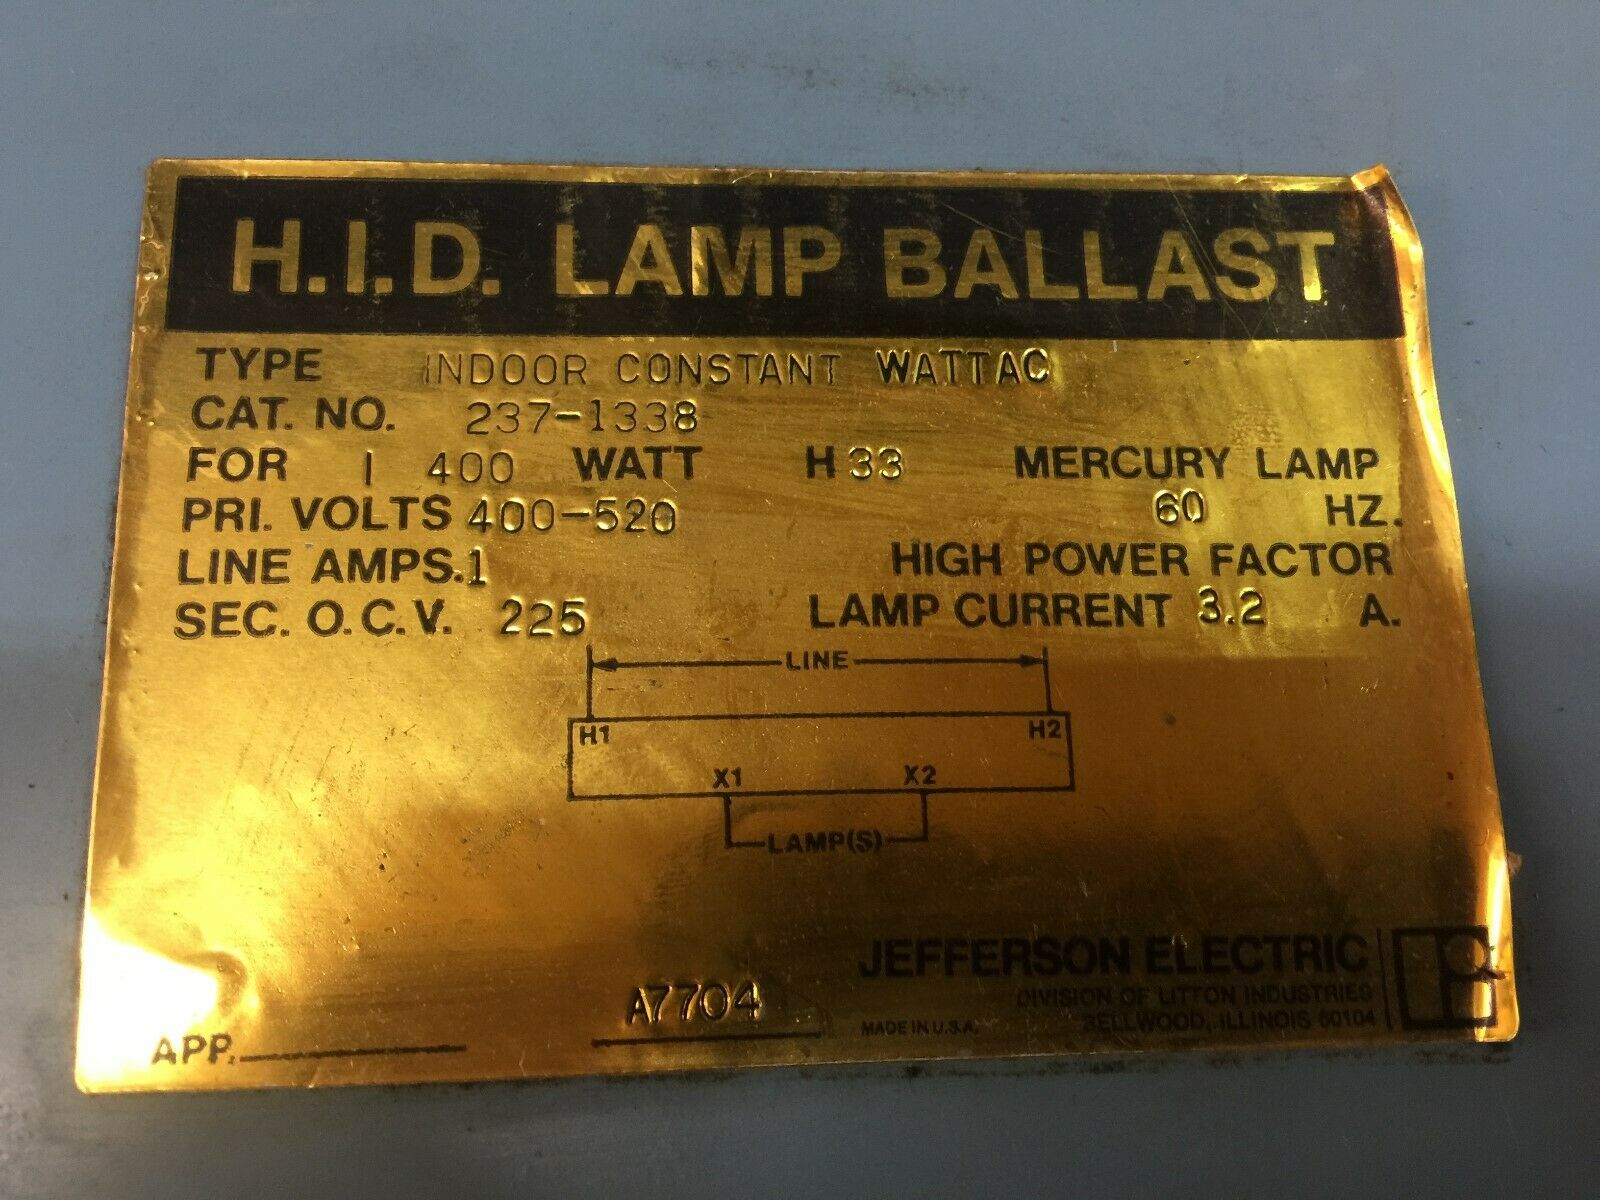 H.I.D. LAMP BALLAST
TYPE INDOOR CONSTANT WATTAC
CAT. NO. 237-1338
FOR 1 400 WATT H 33 MERCURY LAMP
PRI. VOLTS 400-520 60 HZ.
LINE AMPS. 1 HIGH POWER FACTOR
SEC. O.C.V. 225 LAMP CURRENT 3.2 A.
LINE
H1 H2
X1 X2
LAMP(S)
JEFFERSON ELECTRIC
DIVISION OF LITTON INDUSTRIES
APP. A7704 MADE IN U.S.A. BELLWOOD, ILLINOIS 60104